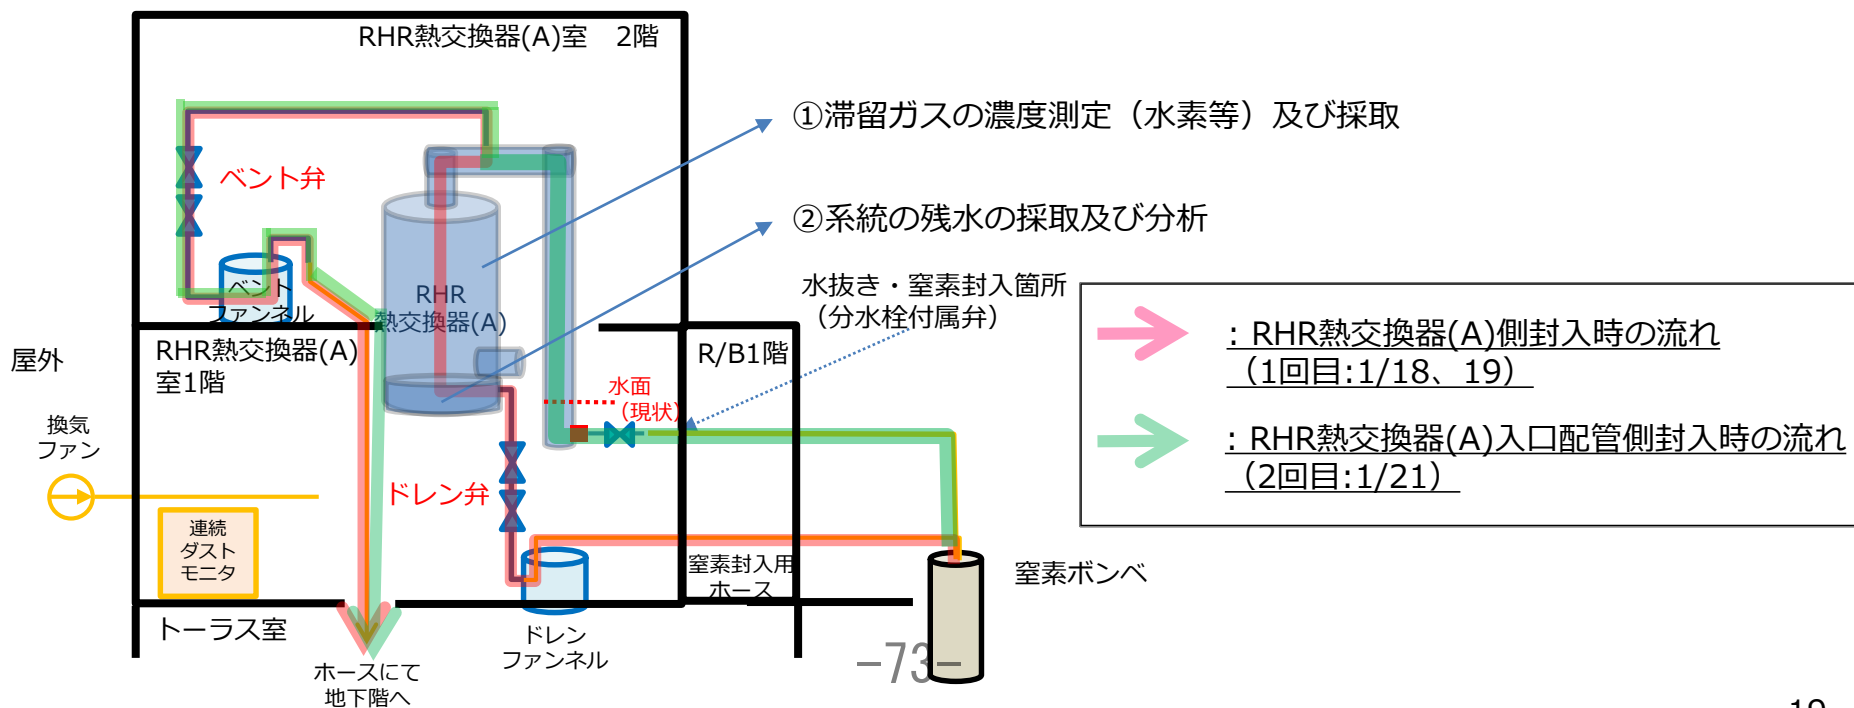 RHR熱交換器(A)室　2階
①滞留ガスの濃度測定（水素等）及び採取
ベント弁
②系統の残水の採取及び分析
ベント
ファンネル
RHR
熱交換器(A)
水抜き・窒素封入箇所
（分水栓付属弁）
屋外
RHR熱交換器(A)
室1階
R/B1階
水面
（現状）
：RHR熱交換器(A)側封入時の流れ
（1回目:1/18、19）
：RHR熱交換器(A)入口配管側封入時の流れ
（2回目:1/21）
換気
ファン
ドレン弁
連続
ダスト
モニタ
窒素封入用
ホース
窒素ボンベ
トーラス室
ドレン
ファンネル
ホースにて
地下階へ
−73−